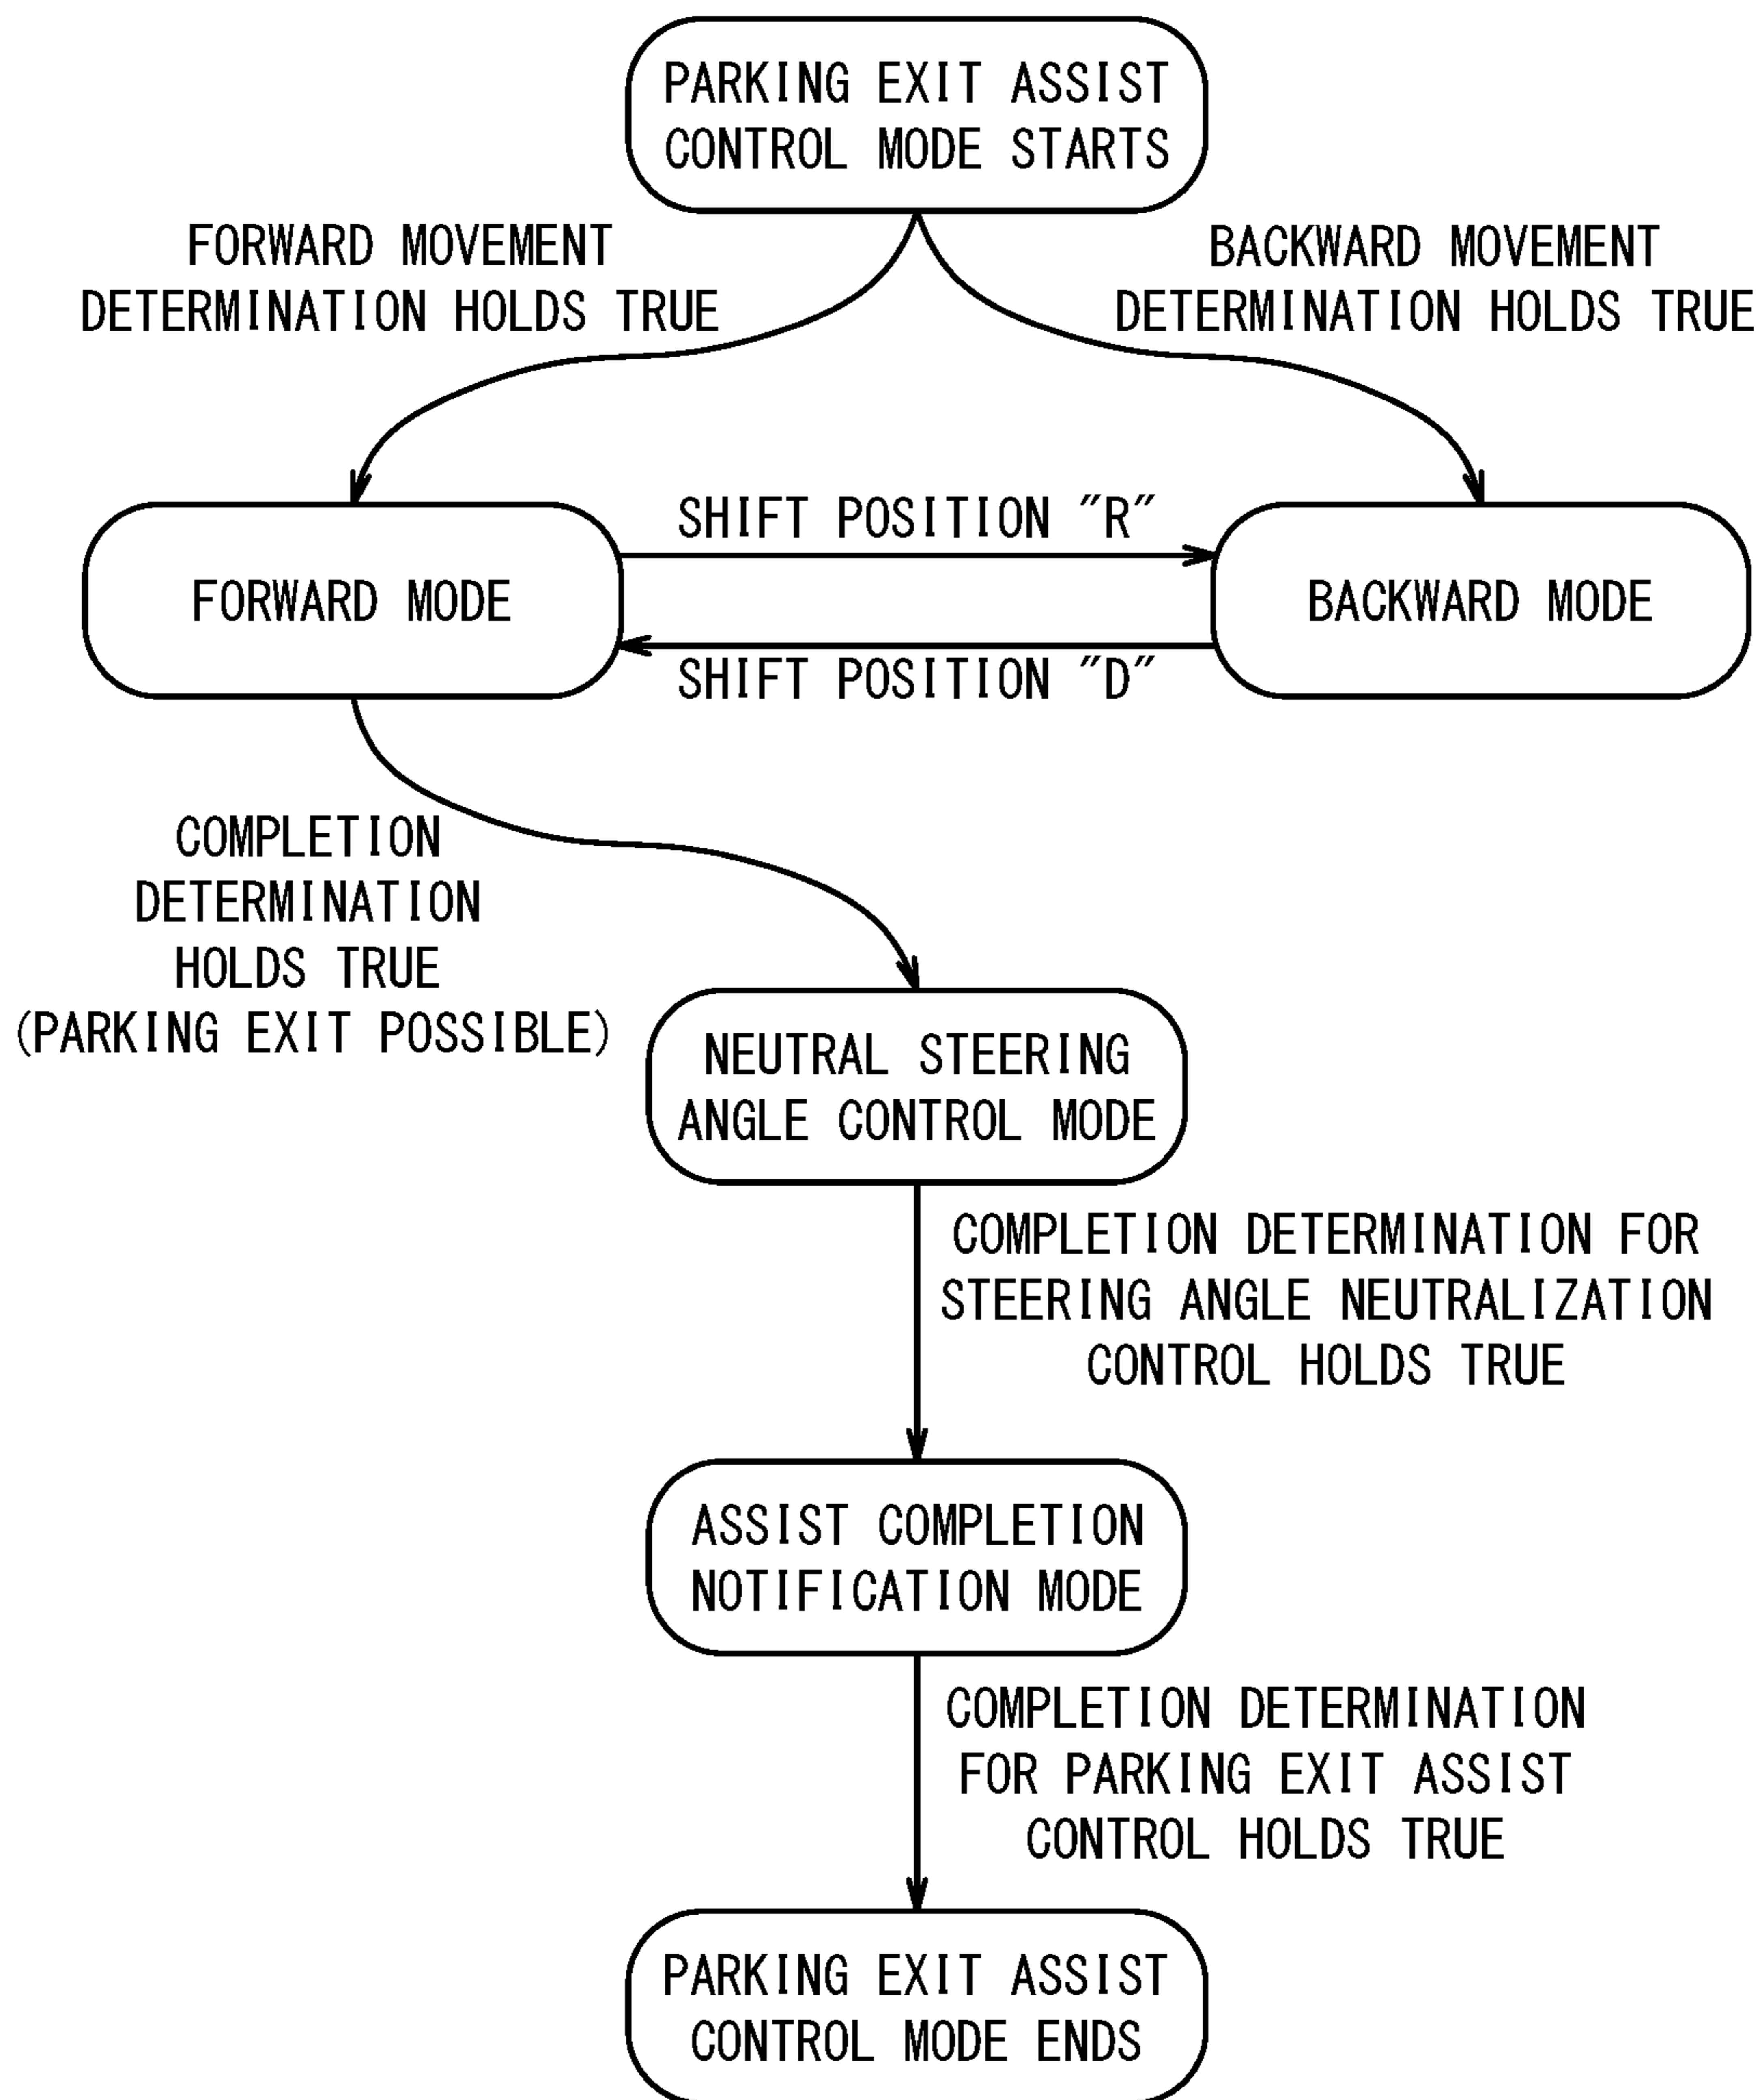 PARKING EXIT ASSIST
CONTROL MODE STARTS
FORWARD MOVEMENT
DETERMINATION HOLDS TRUE
BACKWARD MOVEMENT
DETERMINATION HOLDS TRUE
SHIFT POSITION "R"
FORWARD MODE
BACKWARD MODE
SHIFT POSITION "D"
COMPLETION
DETERMINATION
HOLDS TRUE
(PARKING EXIT POSSIBLE)
NEUTRAL STEERING
ANGLE CONTROL MODE
COMPLETION DETERMINATION FOR
STEERING ANGLE NEUTRALIZATION
CONTROL HOLDS TRUE
ASSIST COMPLETION
NOTIFICATION MODE
COMPLETION DETERMINATION
FOR PARKING EXIT ASSIST
CONTROL HOLDS TRUE
PARKING EXIT ASSIST
CONTROL MODE ENDS